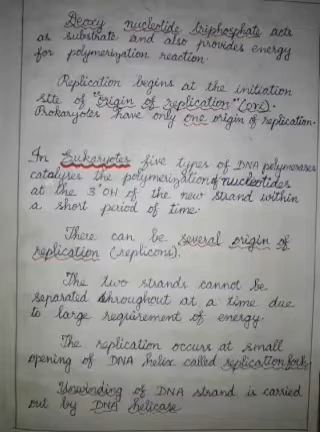 Deoxy nucleotide triphosphate acts
as substrate and also provides energy
for polymerization reaction.
Replication begins at the initiation
site of "origin of replication" (ori).
Prokaryotes have only one origin of replication.
In Eukaryotes five types of DNA polymerases
catalyses the polymerization of nucleotides
at the 3'OH of the new strand within
a short period of time.
There can be several origin of
replication (replicons).
The two strands cannot be
separated throughout at a time due
to large requirement of energy.
The replication occurs at small
opening of DNA helix called replication fork.
Unwinding of DNA strand is carried
out by DNA helicase